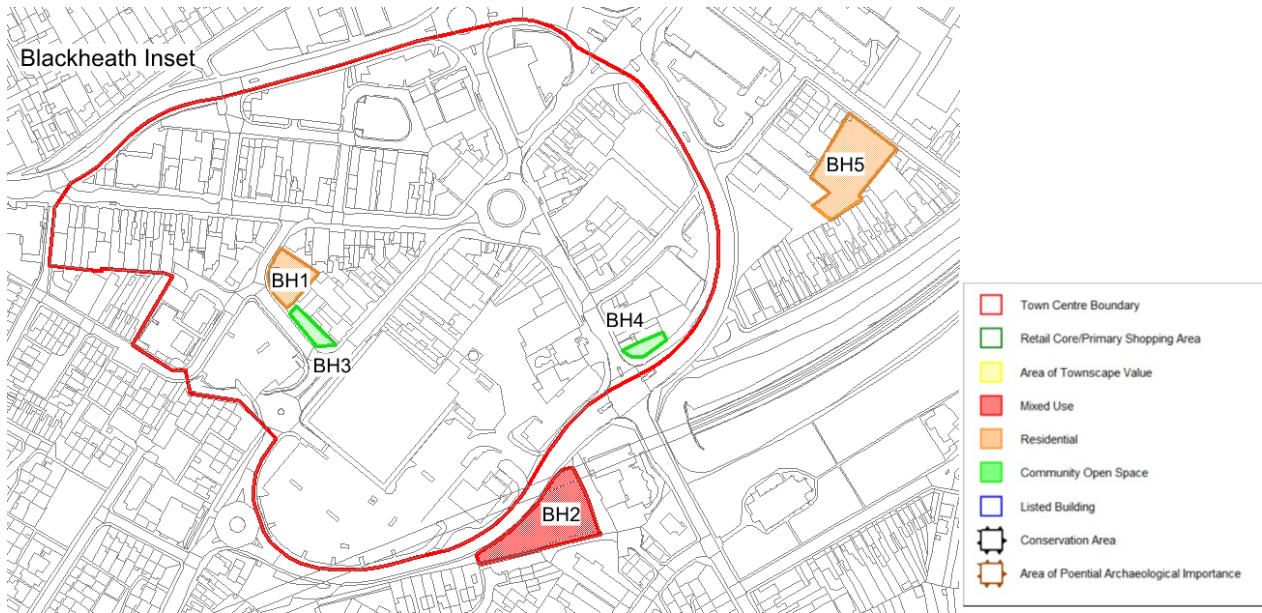 Blackheath Inset
BH5
BH1
BH4
BH3
BH2
Town Centre Boundary
Retail Core/Primary Shopping Area
Area of Townscape Value
Mixed Use
Residential
Community Open Space
Listed Building
Conservation Area
Area of Poential Archaeological Importance